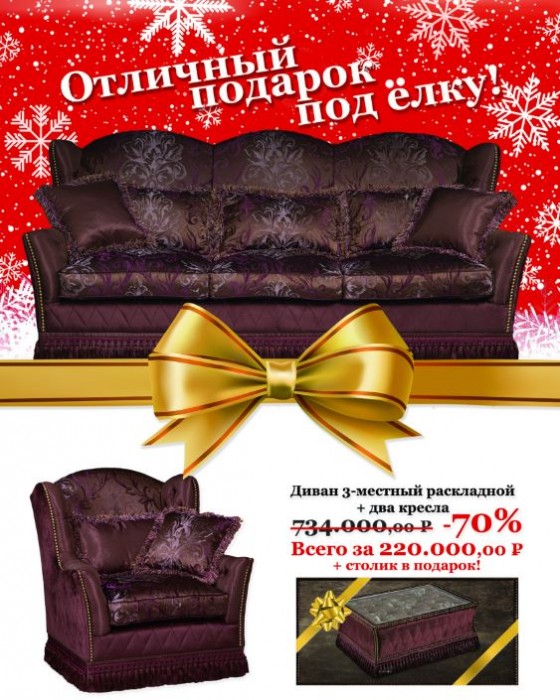 Отличный
подарок
под ёлку!
Диван 3-местный раскладной
+ два кресла
734.000,00 ₽ -70%
Всего за 220.000,00 ₽
+ столик в подарок!